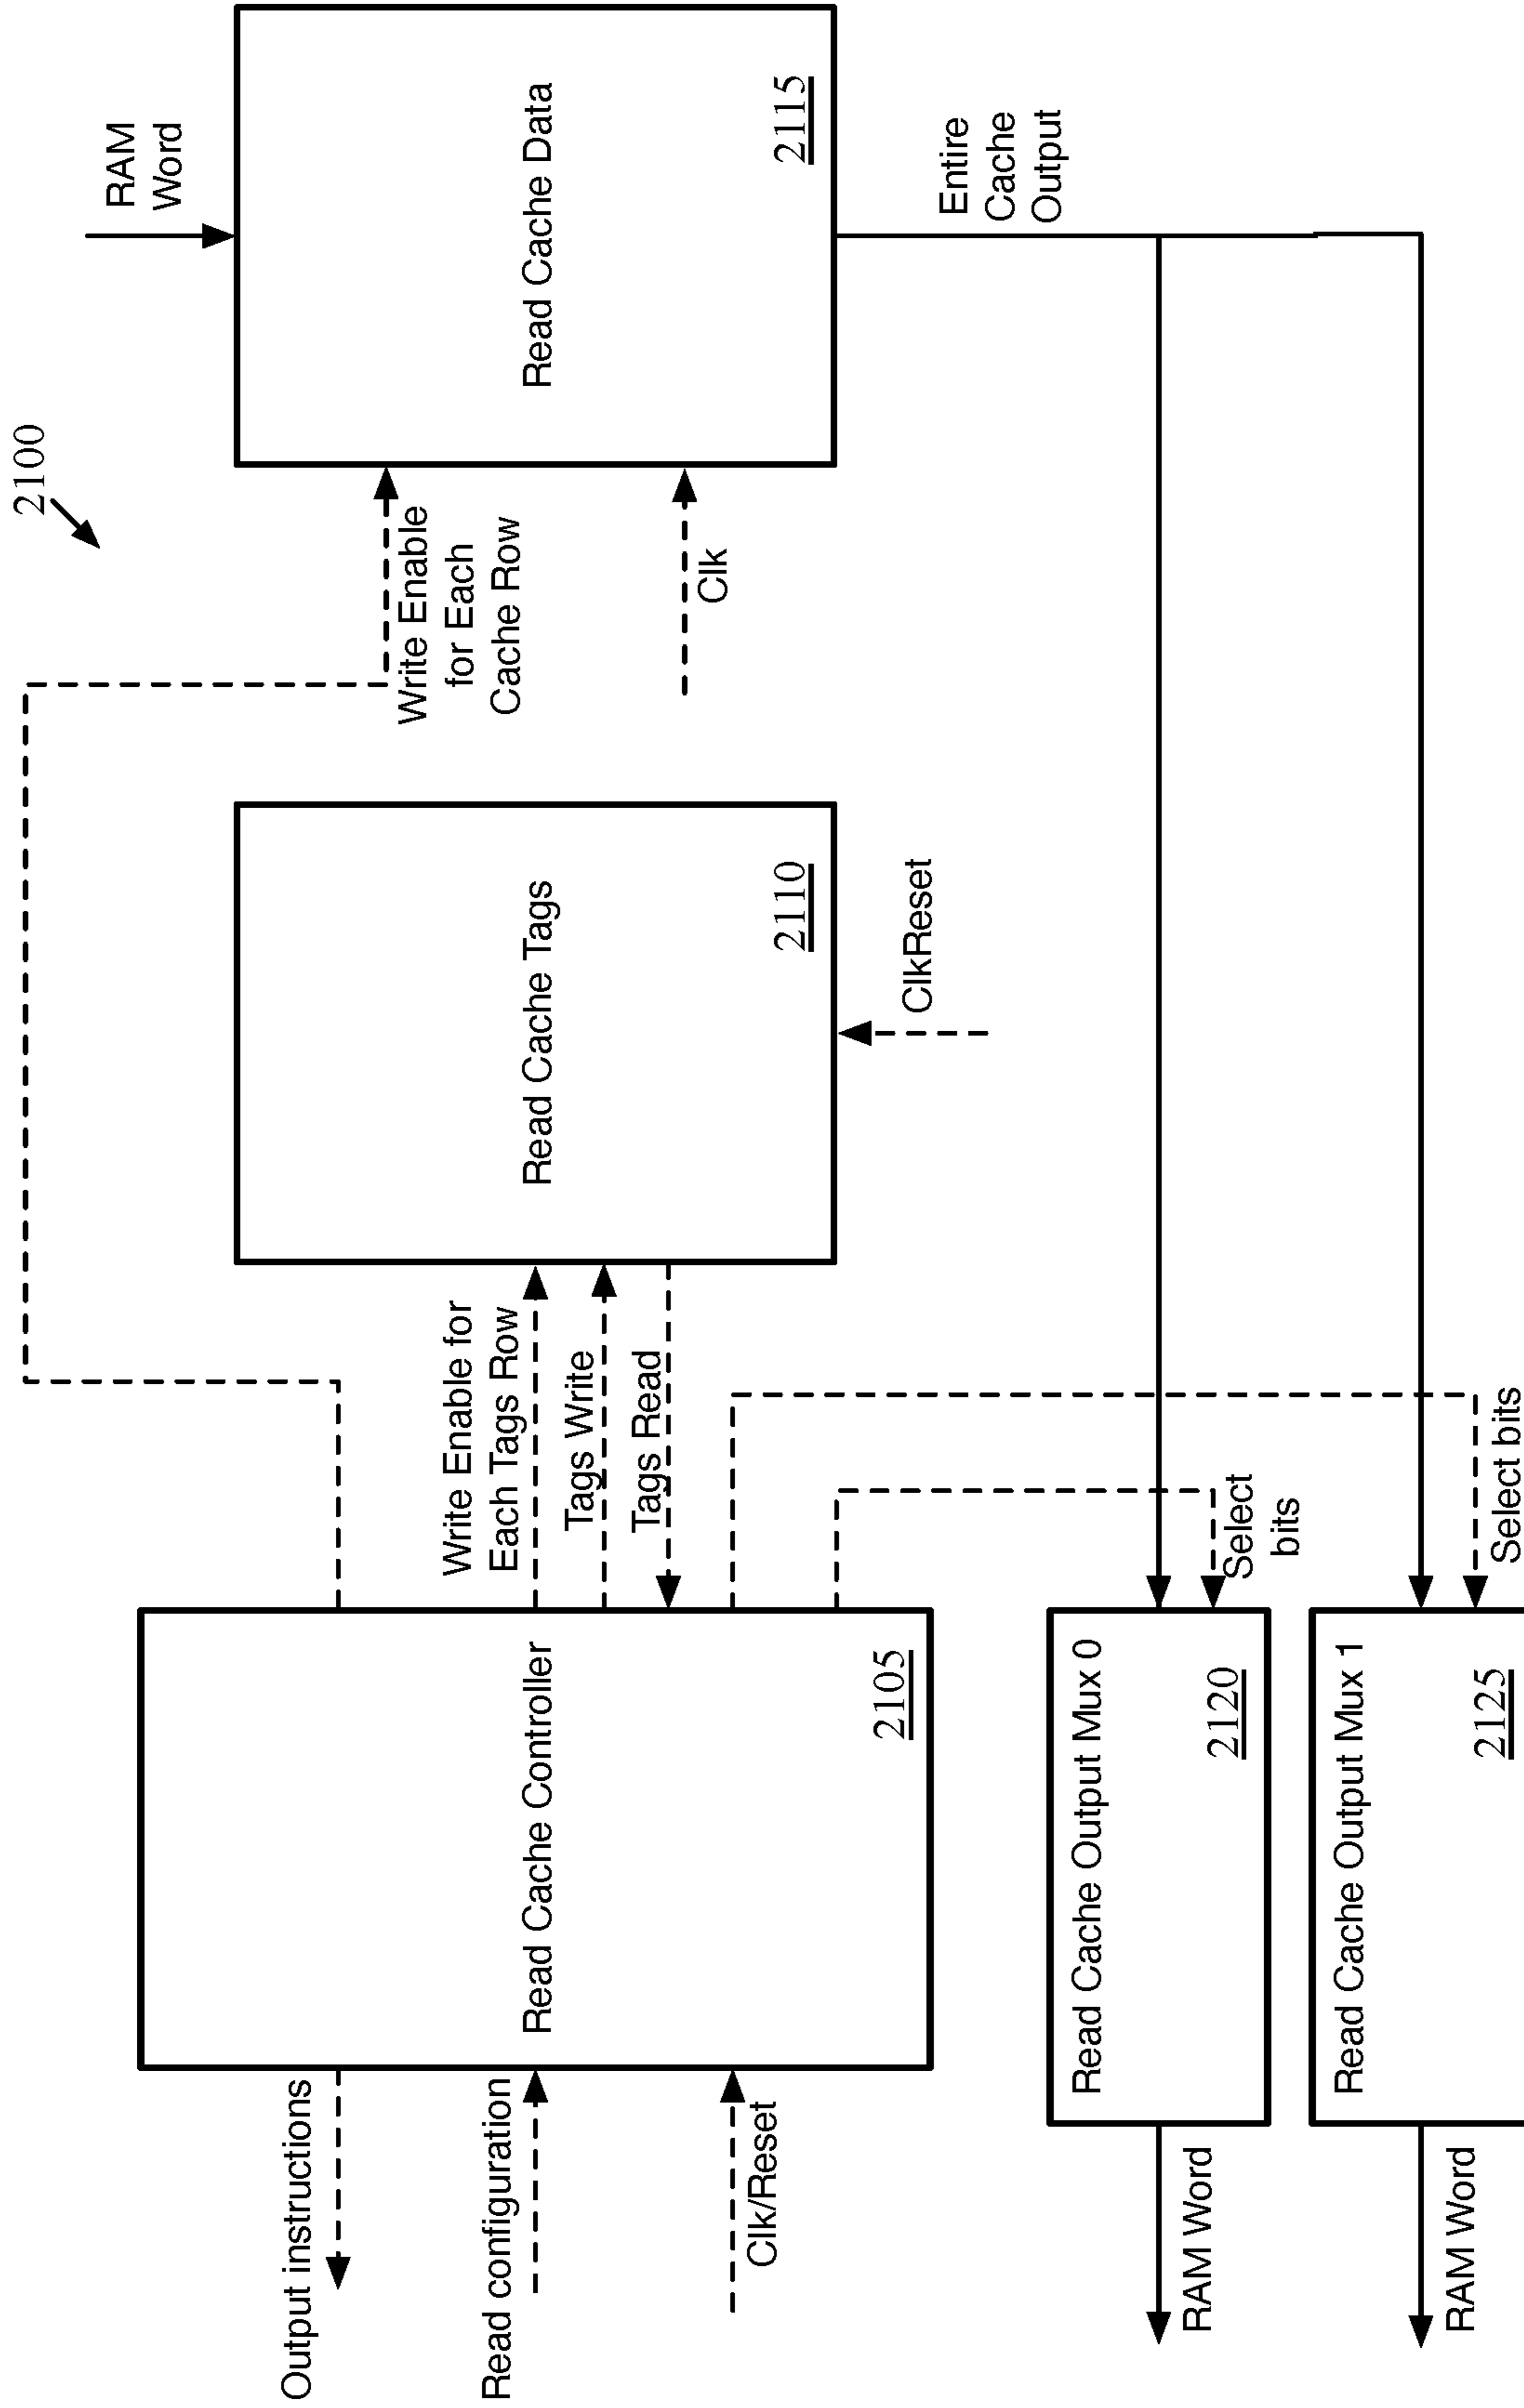 2100
RAM
Word
Read Cache Data
2115
Write Enable
for Each
Cache Row
Clk
Entire
Cache
Output
Read Cache Tags
2110
ClkReset
Write Enable for
Each Tags Row
Tags Write
Tags Read
Read Cache Controller
2105
Output instructions
Read configuration
Clk/Reset
Select
bits
Read Cache Output Mux 0
2120
RAM Word
Select bits
Read Cache Output Mux 1
2125
RAM Word